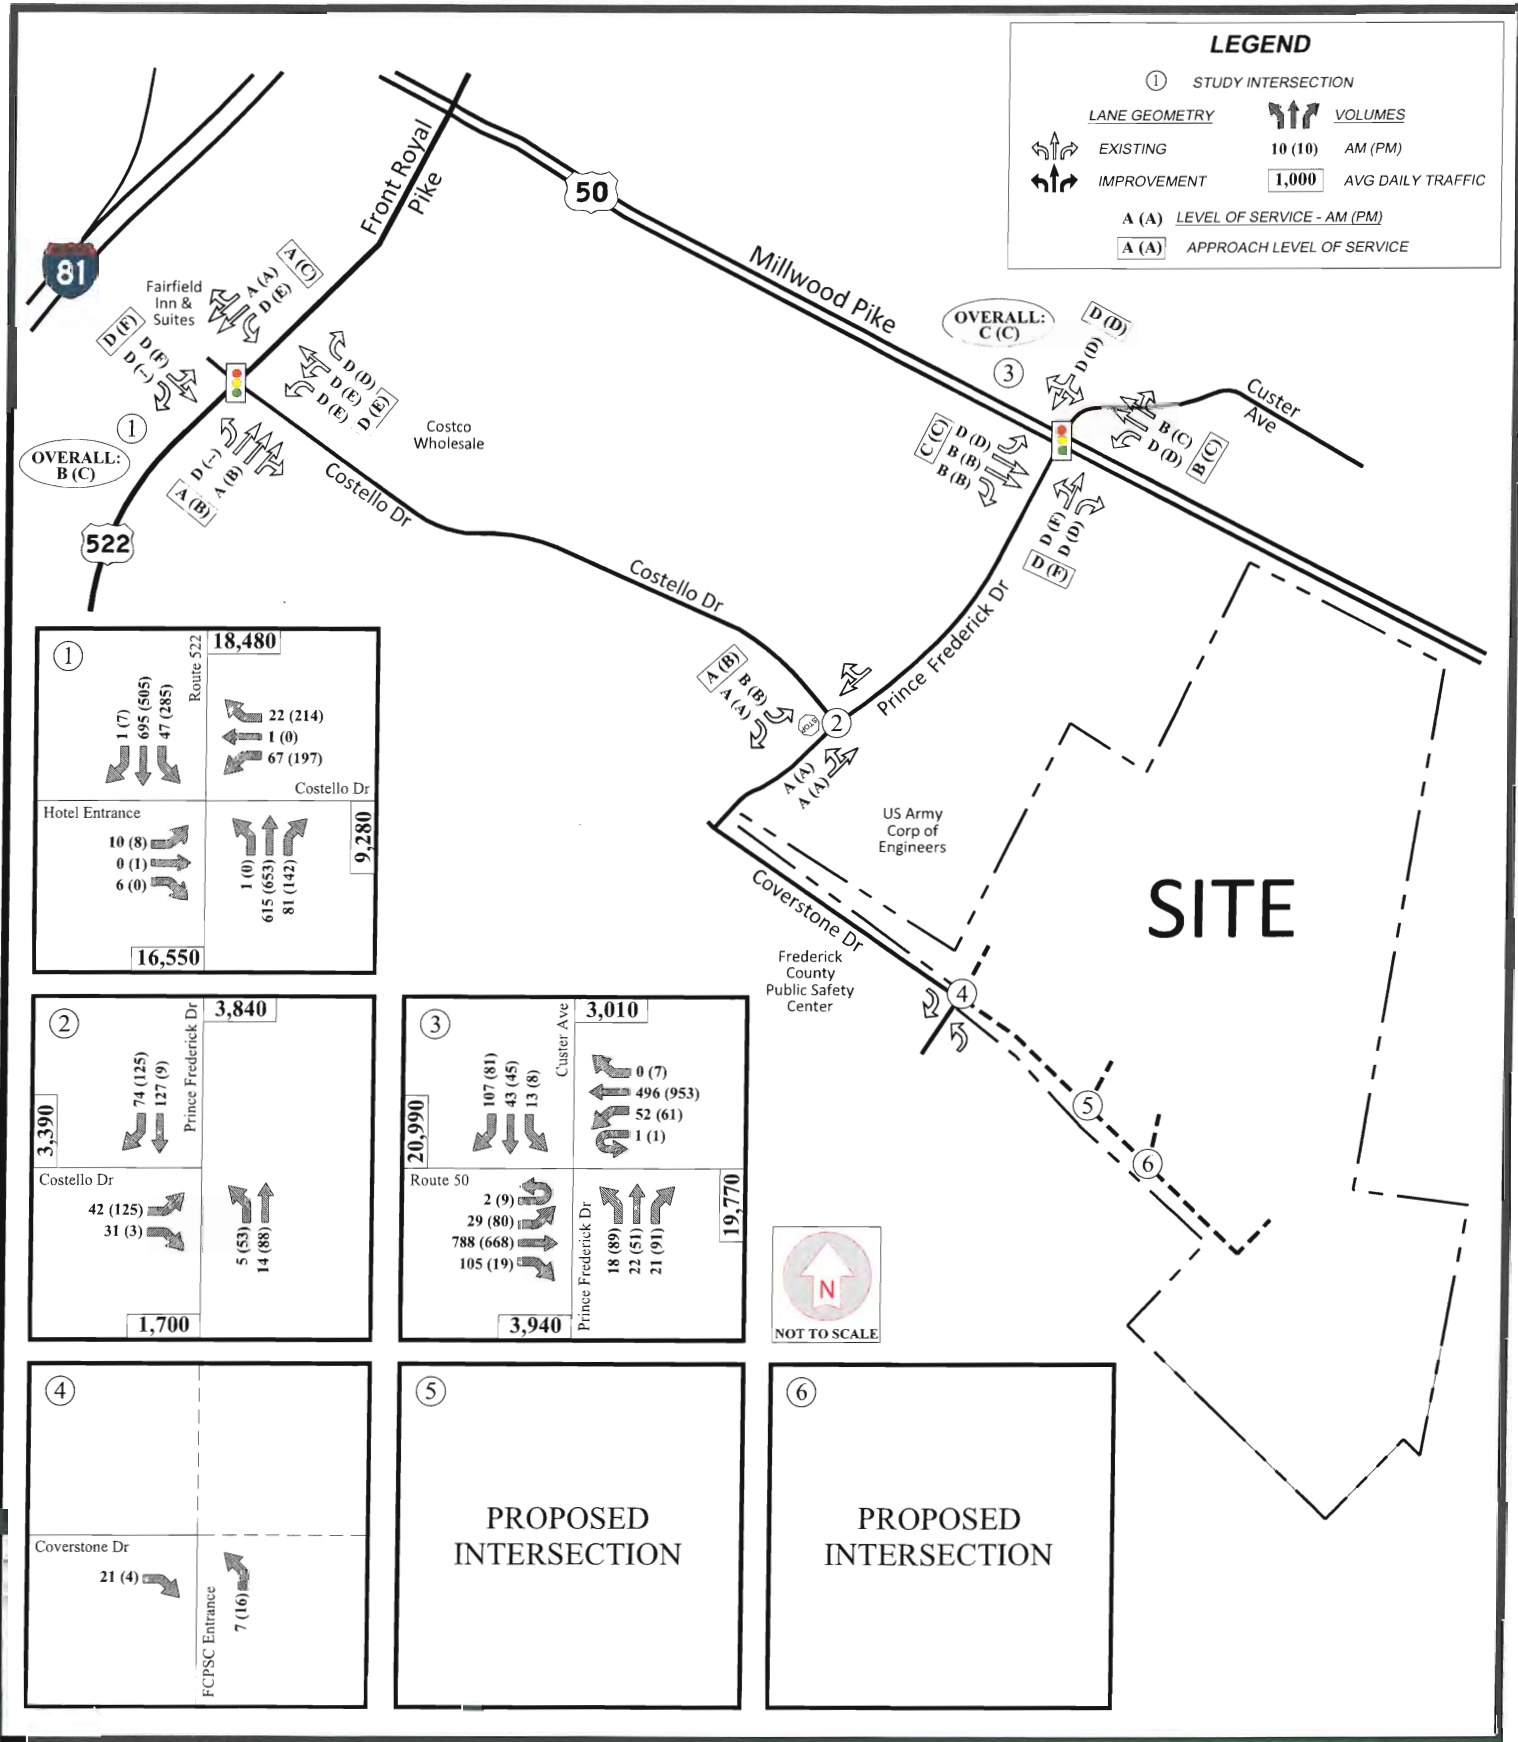 LEGEND
1 STUDY INTERSECTION
LANE GEOMETRY
VOLUMES
EXISTING
10 (10) AM (PM)
IMPROVEMENT
1,000 AVG DAILY TRAFFIC
A (A) LEVEL OF SERVICE - AM (PM)
A (A) APPROACH LEVEL OF SERVICE
81
Front Royal
Pike
50
Millwood Pike
Fairfield
Inn &
Suites
A (C)
A (A)
D (E)
D (F)
D (F)
D (--)
D (D)
D (E)
D (E)
D (E)
1
OVERALL:
B (C)
D (--)
A (B)
A (B)
522
Costco
Wholesale
Costello Dr
Costello Dr
OVERALL:
C (C)
3
D (D)
D (D)
Custer
Ave
B (C)
D (D)
B (C)
C (C)
D (D)
B (B)
B (B)
D (F)
D (D)
D (F)
Prince Frederick Dr
A (B)
B (B)
A (A)
STOP
2
A (A)
A (A)
US Army
Corp of
Engineers
SITE
Coverstone Dr
Frederick
County
Public Safety
Center
4
5
6
N
NOT TO SCALE
1
Route 522
18,480
1 (7)
695 (505)
47 (285)
22 (214)
1 (0)
67 (197)
Costello Dr
Hotel Entrance
10 (8)
0 (1)
6 (0)
1 (0)
615 (653)
81 (142)
9,280
16,550
2
Prince Frederick Dr
3,840
74 (125)
127 (9)
3,390
Costello Dr
42 (125)
31 (3)
5 (53)
14 (88)
1,700
3
Custer Ave
3,010
107 (81)
43 (45)
13 (8)
0 (7)
496 (953)
52 (61)
1 (1)
20,990
Route 50
2 (9)
29 (80)
788 (668)
105 (19)
Prince Frederick Dr
18 (89)
22 (51)
21 (91)
19,770
3,940
4
Coverstone Dr
21 (4)
FCPSC Entrance
7 (16)
5
PROPOSED
INTERSECTION
6
PROPOSED
INTERSECTION